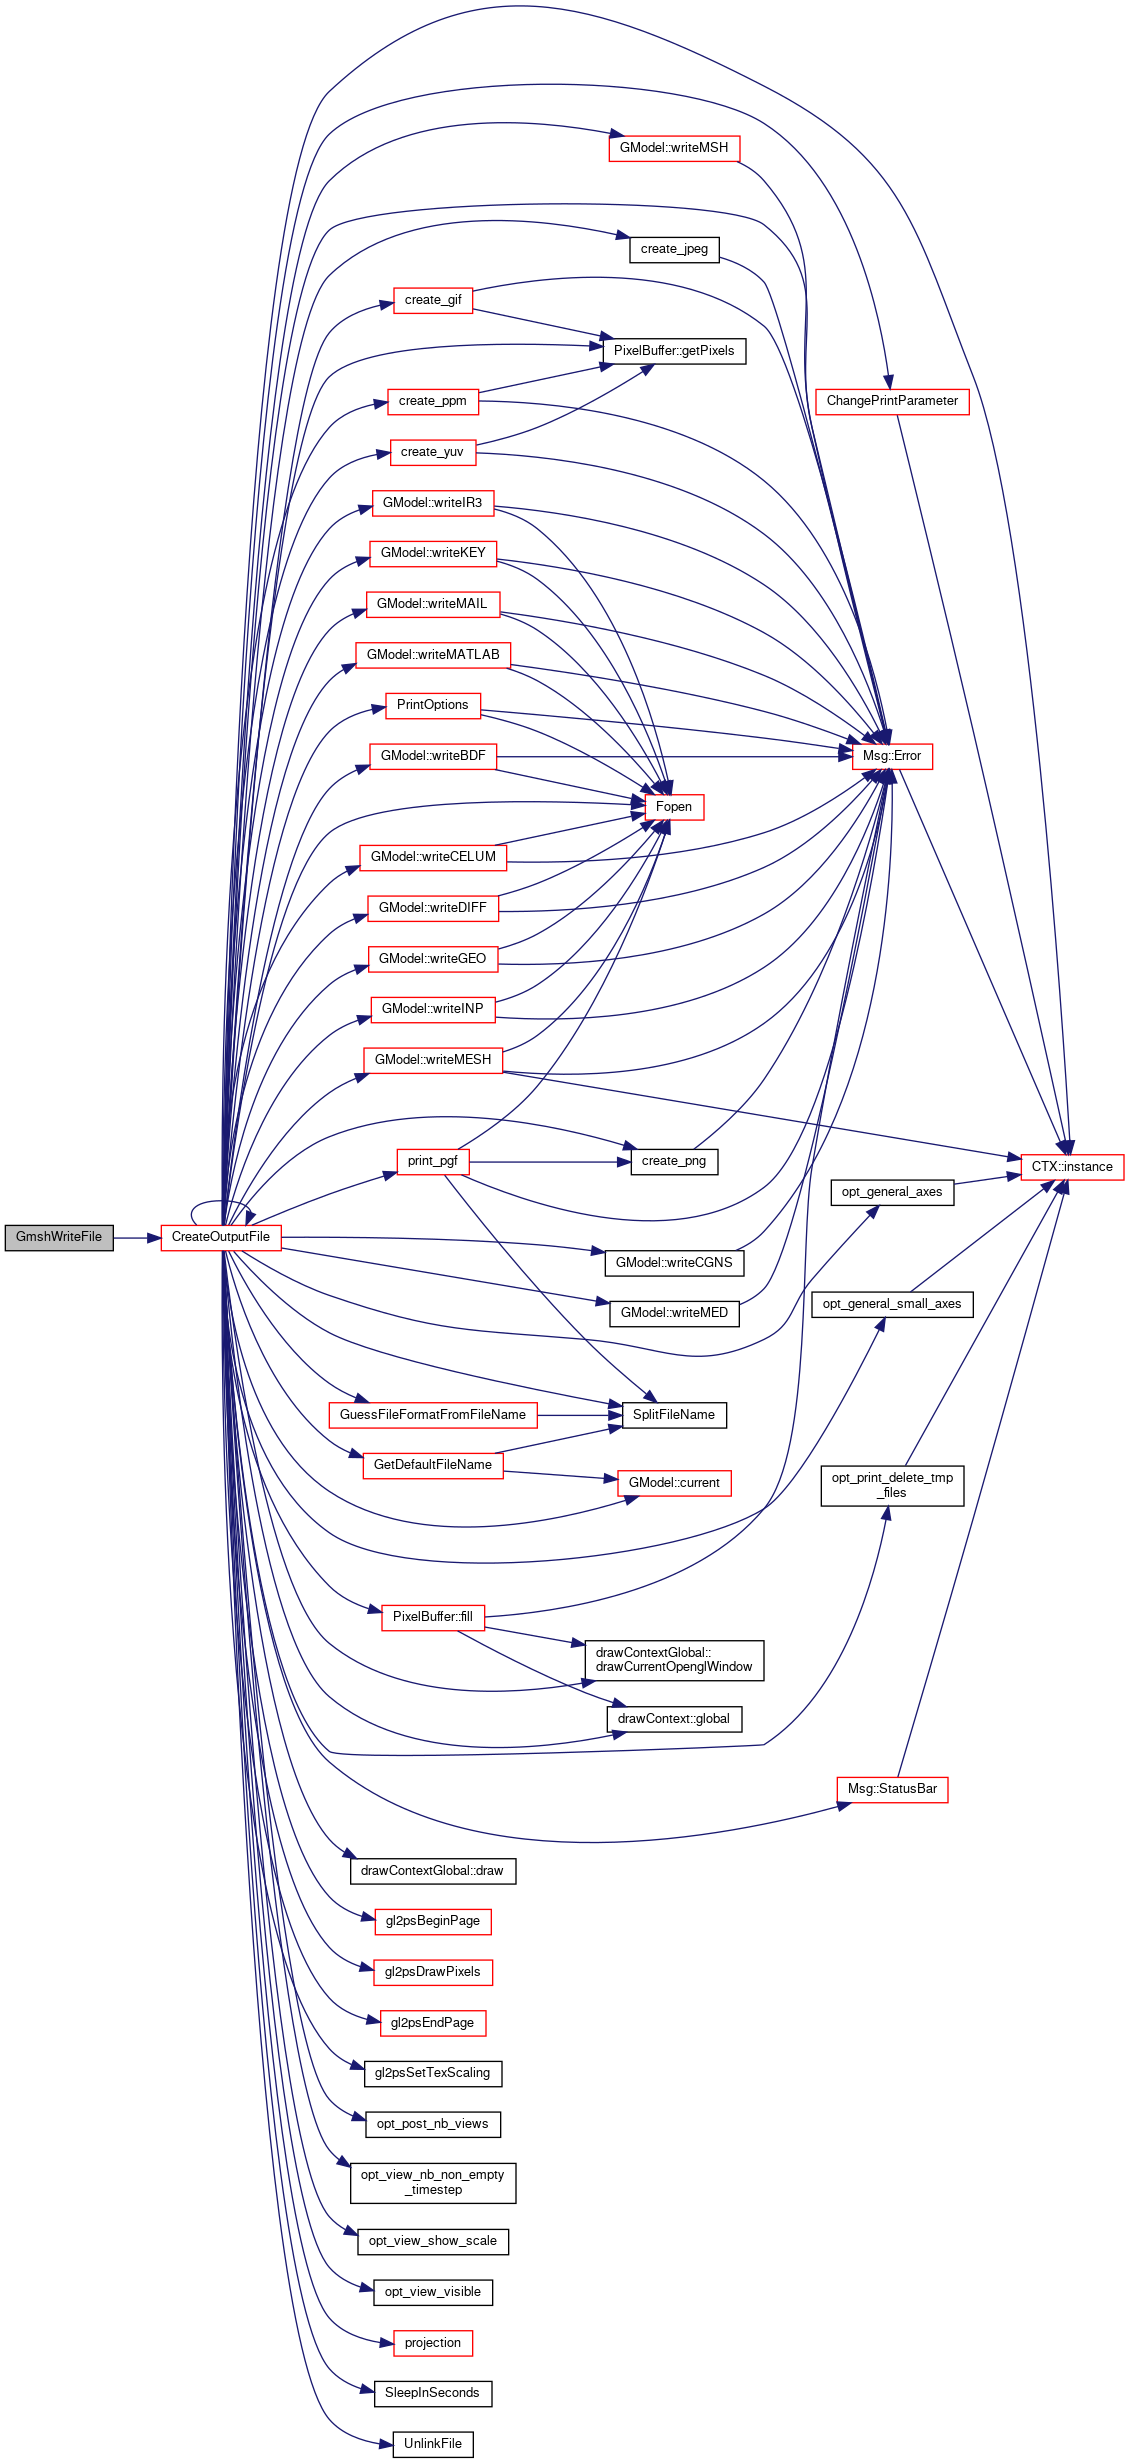 GModel::writeMSH
create_jpeg
create_gif
PixelBuffer::getPixels
ChangePrintParameter
create_ppm
create_yuv
GModel::writeIR3
GModel::writeKEY
GModel::writeMAIL
GModel::writeMATLAB
PrintOptions
GModel::writeBDF
Msg::Error
Fopen
GModel::writeCELUM
GModel::writeDIFF
GModel::writeGEO
GModel::writeINP
GModel::writeMESH
print_pgf
create_png
CTX::instance
opt_general_axes
GmshWriteFile
CreateOutputFile
GModel::writeCGNS
GModel::writeMED
opt_general_small_axes
GuessFileFormatFromFileName
SplitFileName
GetDefaultFileName
GModel::current
opt_print_delete_tmp
_files
PixelBuffer::fill
drawContextGlobal::
drawCurrentOpenglWindow
drawContext::global
Msg::StatusBar
drawContextGlobal::draw
gl2psBeginPage
gl2psDrawPixels
gl2psEndPage
gl2psSetTexScaling
opt_post_nb_views
opt_view_nb_non_empty
_timestep
opt_view_show_scale
opt_view_visible
projection
SleepInSeconds
UnlinkFile